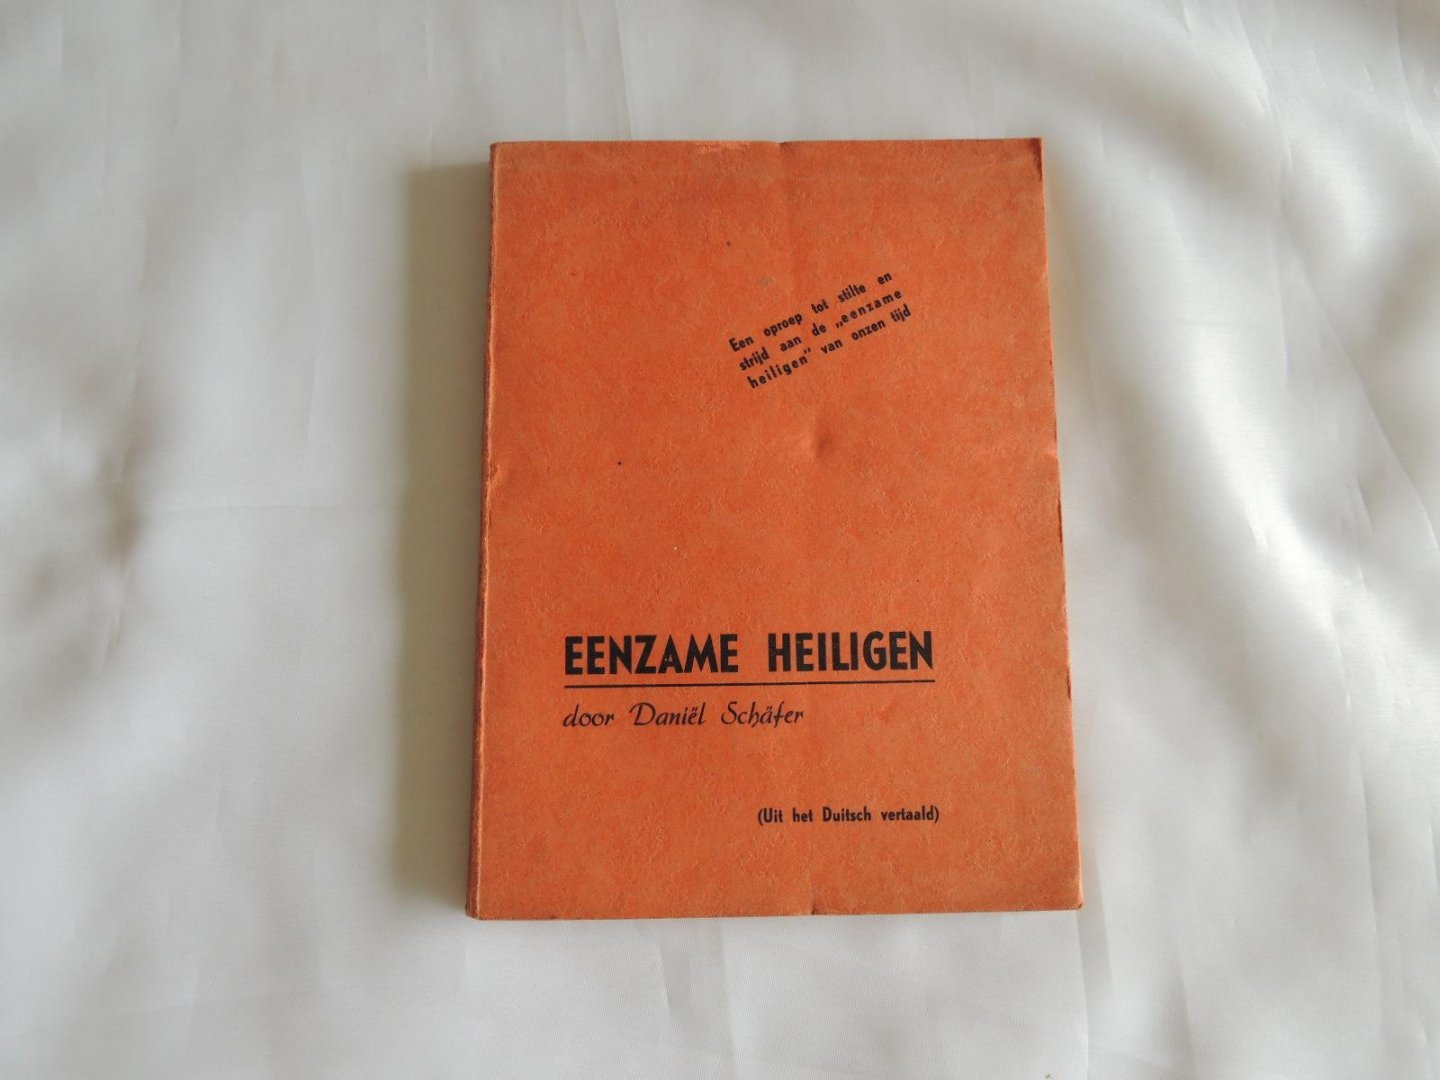 Een oproep tot stilte en
strijd aan de „eenzame
heiligen” van onzen tijd
EENZAME HEILIGEN
door Daniël Schäfer
(Uit het Duitsch vertaald)